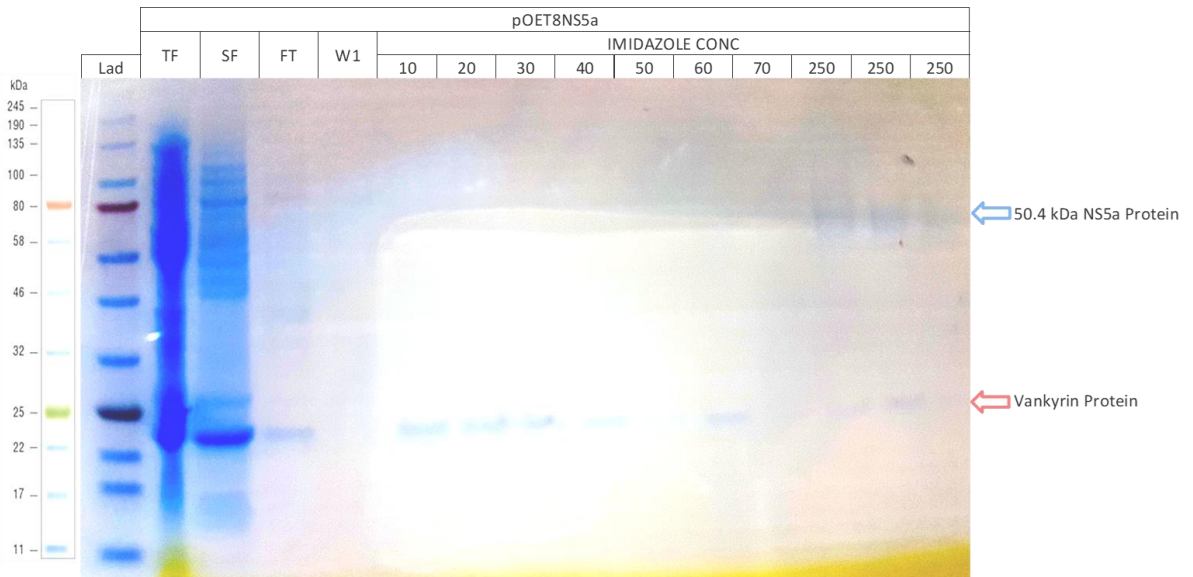 pOET8NS5a
TF SF FT W1 IMIDAZOLE CONC
Lad 10 20 30 40 50 60 70 250 250 250
kDa
245
190
135
100
80
58
46
32
25
22
17
11
50.4 kDa NS5a Protein
Vankyrin Protein